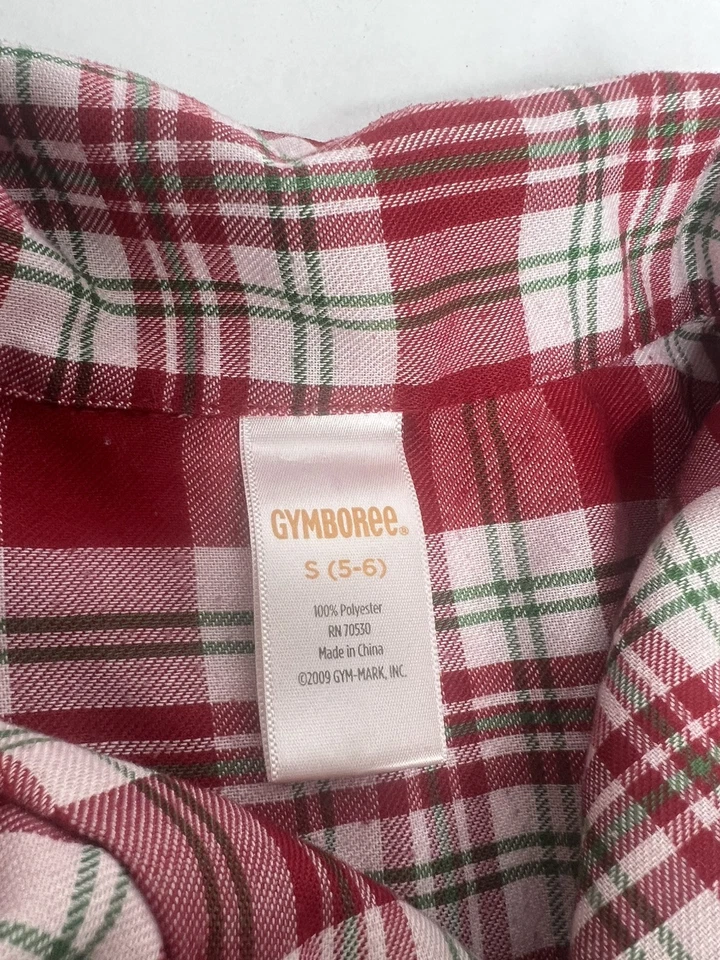 GYMBORee®
S (5-6)
100% Polyester
RN 70530
Made in China
©2009 GYM-MARK, INC.